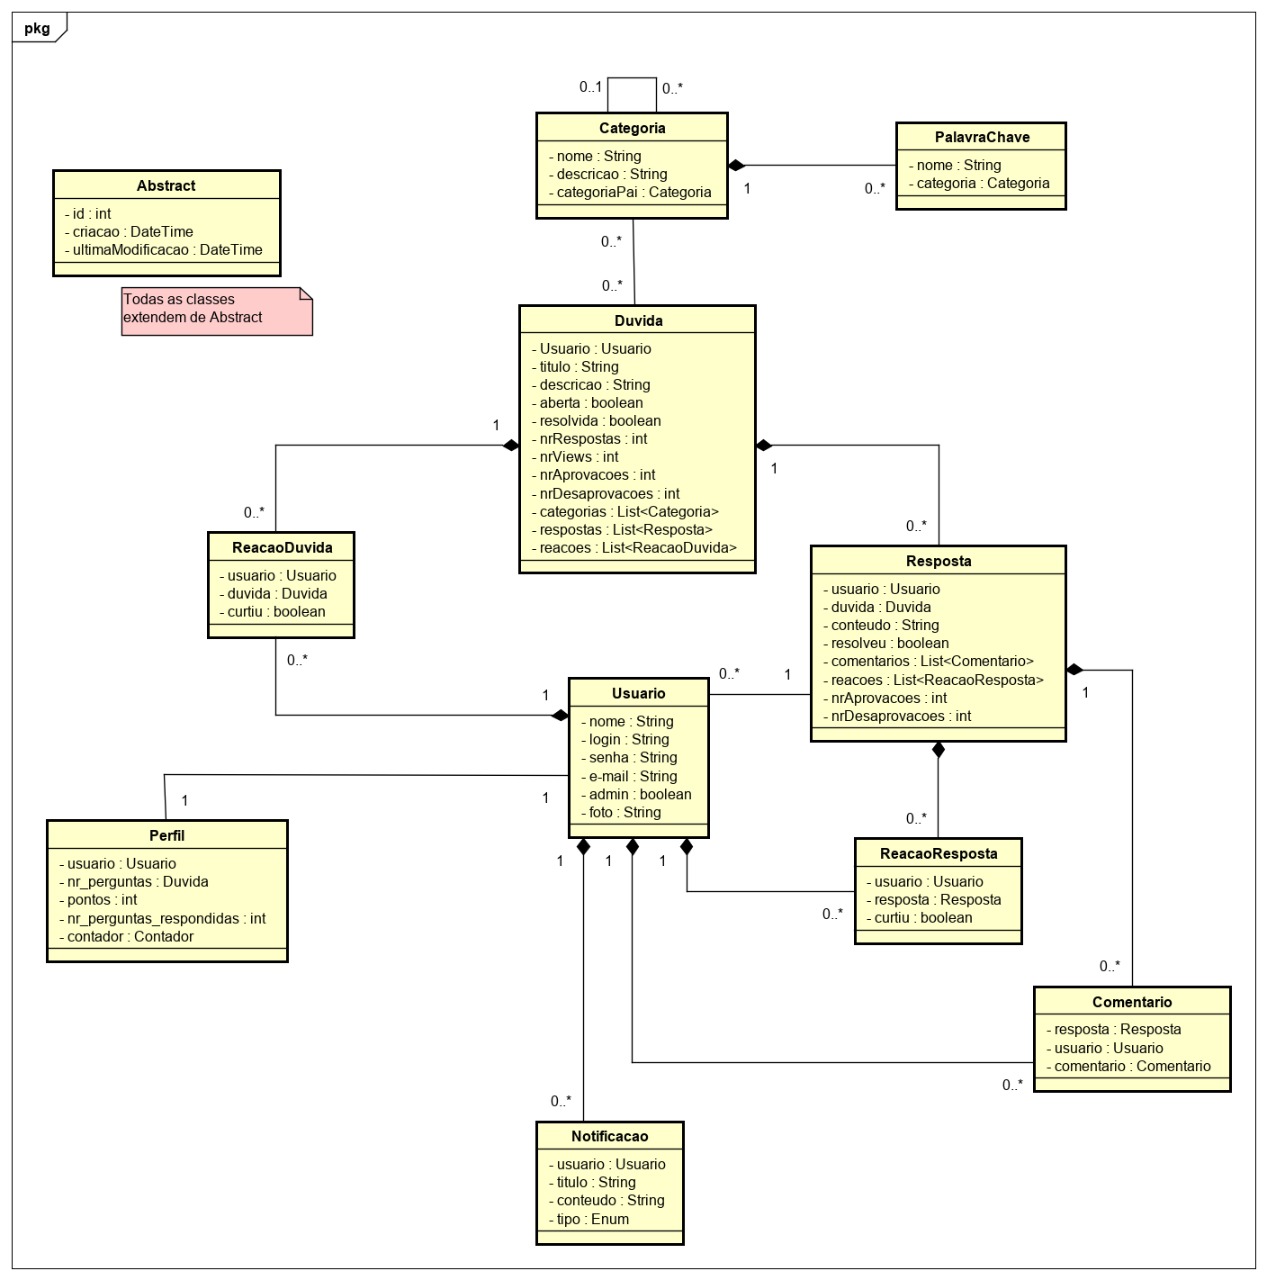 pkg
0..1
0..*
Categoria
- nome : String
- descricao : String
- categoriaPai : Categoria
1
0..*
PalavraChave
- nome : String
- categoria : Categoria
Abstract
- id : int
- criacao : DateTime
- ultimaModificacao : DateTime
Todas as classes
extendem de Abstract
0..*
0..*
Duvida
- Usuario : Usuario
- titulo : String
- descricao : String
- aberta : boolean
- resolvida : boolean
- nrRespostas : int
- nrViews : int
- nrAprovacoes : int
- nrDesaprovacoes : int
- categorias : List<Categoria>
- respostas : List<Resposta>
- reacoes : List<ReacaoDuvida>
1
0..*
1
0..*
ReacaoDuvida
- usuario : Usuario
- duvida : Duvida
- curtiu : boolean
0..*
1
Resposta
- usuario : Usuario
- duvida : Duvida
- conteudo : String
- resolveu : boolean
- comentarios : List<Comentario>
- reacoes : List<ReacaoResposta>
- nrAprovacoes : int
- nrDesaprovacoes : int
0..*
1
1
Usuario
- nome : String
- login : String
- senha : String
- e-mail : String
- admin : boolean
- foto : String
1
1
Perfil
- usuario : Usuario
- nr_perguntas : Duvida
- pontos : int
- nr_perguntas_respondidas : int
- contador : Contador
1
1
1
0..*
0..*
ReacaoResposta
- usuario : Usuario
- resposta : Resposta
- curtiu : boolean
0..*
0..*
Comentario
- resposta : Resposta
- usuario : Usuario
- comentario : Comentario
0..*
Notificacao
- usuario : Usuario
- titulo : String
- conteudo : String
- tipo : Enum